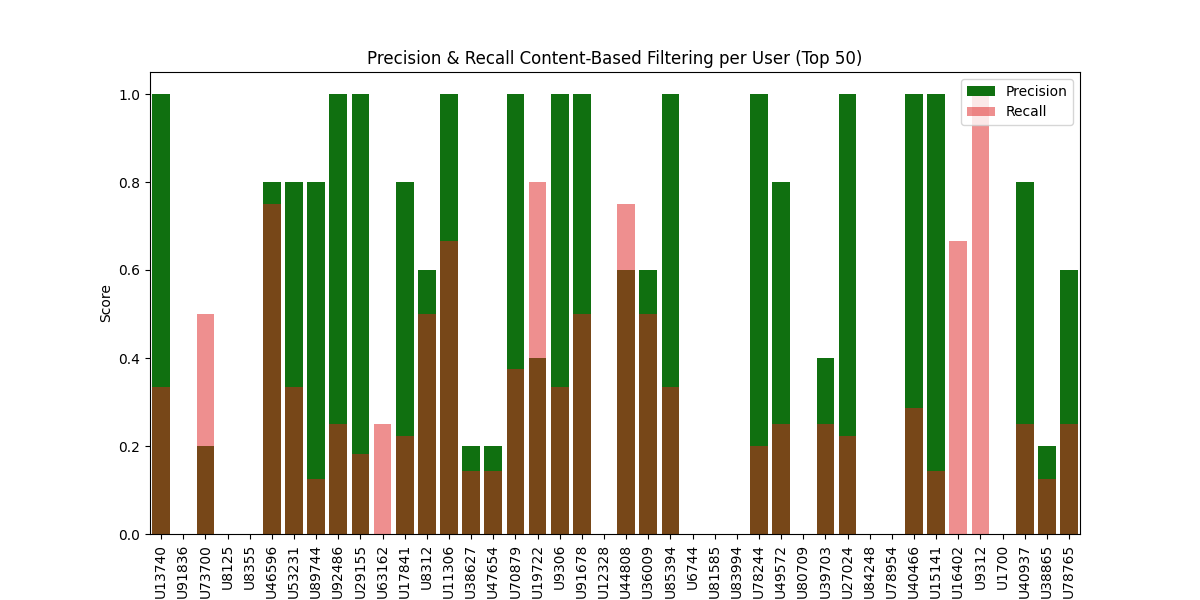 Precision & Recall Content-Based Filtering per User (Top 50)
Precision
Recall
Score
1.0
0.8
0.6
0.4
0.2
0.0
U13740
U91836
U73700
U8125
U8355
U46596
U53231
U89744
U92486
U29155
U63162
U17841
U8312
U11306
U38627
U47654
U70879
U19722
U9306
U91678
U12328
U44808
U36009
U85394
U6744
U81585
U83994
U78244
U49572
U80709
U39703
U27024
U84248
U78954
U40466
U15141
U16402
U9312
U1700
U40937
U38865
U78765